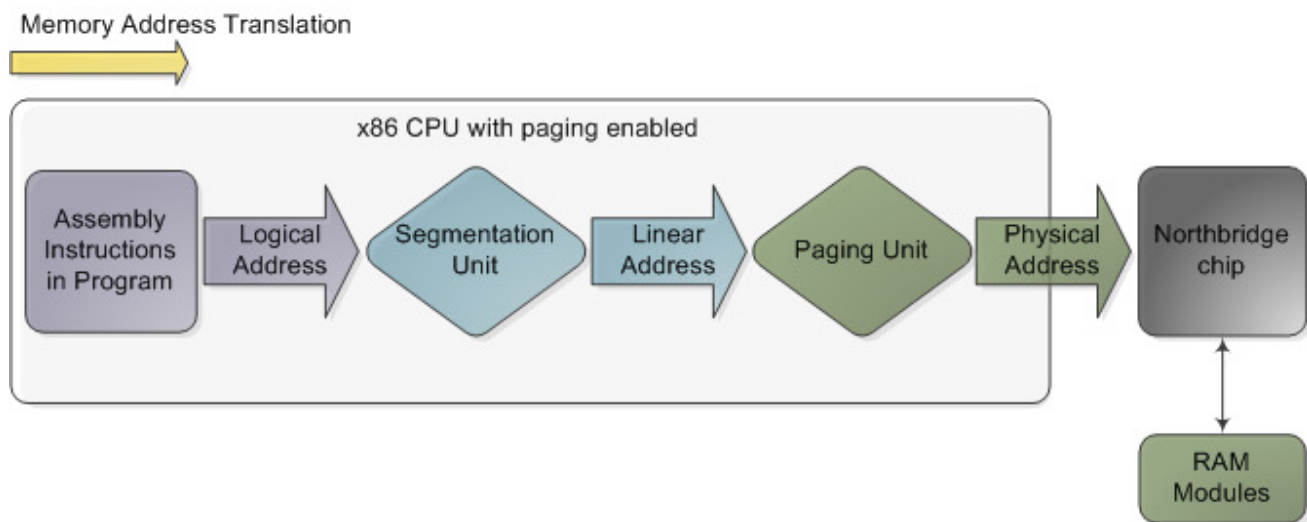 Memory Address Translation
x86 CPU with paging enabled
Assembly
Instructions
in Program
Logical
Address
Segmentation
Unit
Linear
Address
Paging Unit
Physical
Address
Northbridge
chip
RAM
Modules